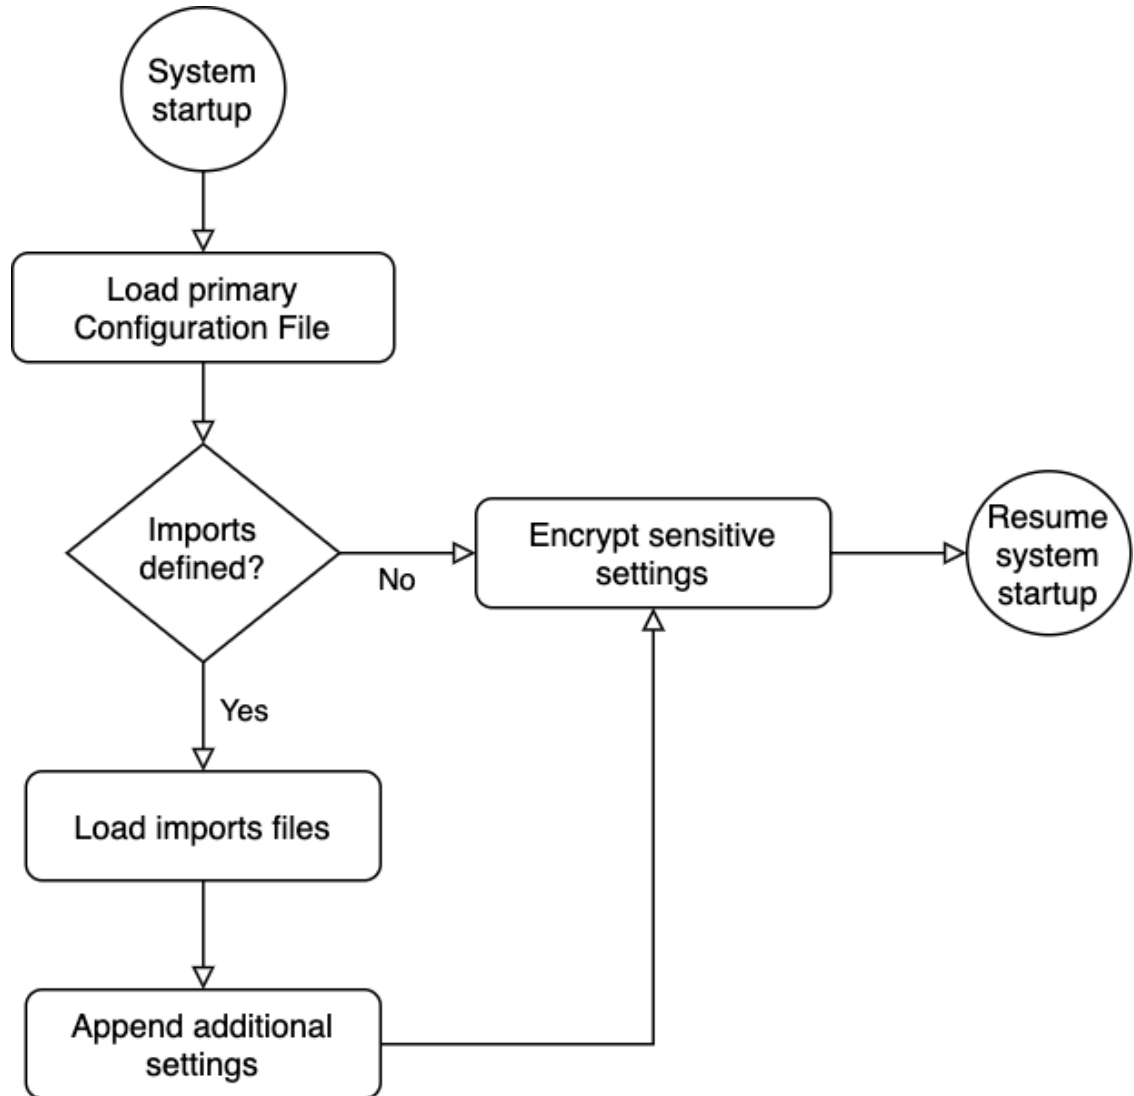 System
startup
Load primary
Configuration File
Imports
defined?
No
Encrypt sensitive
settings
Resume
system
startup
Yes
Load imports files
Append additional
settings